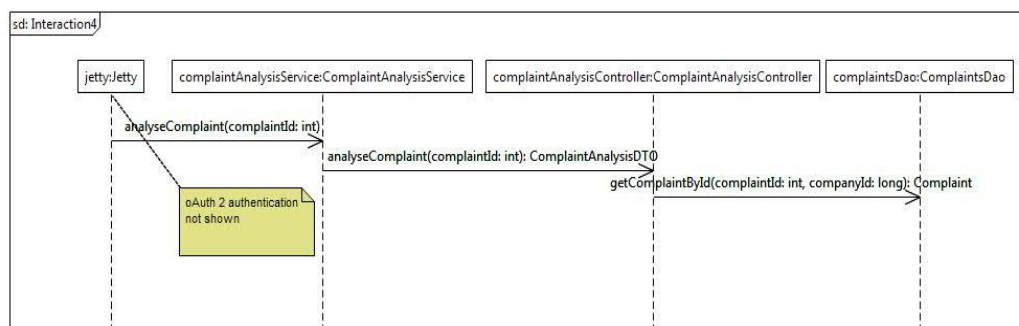 sd: Interaction4
jetty:Jetty
complaintAnalysisService:ComplaintAnalysisService
complaintAnalysisController:ComplaintAnalysisController
complaintsDao:ComplaintsDao
analyseComplaint(complaintId: int)
analyseComplaint(complaintId: int): ComplaintAnalysisDTO
getComplaintById(complaintId: int, companyId: long): Complaint
oAuth 2 authentication
not shown